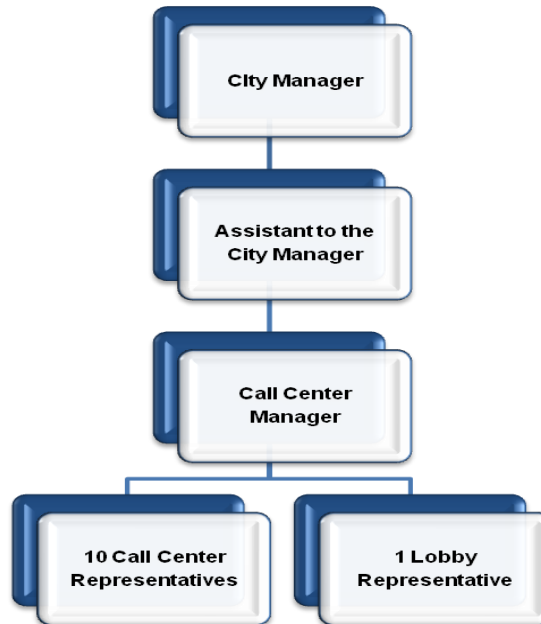 CIty Manager
Assistant to the
City Manager
Call Center
Manager
10 Call Center
Representatives
1 Lobby
Representative